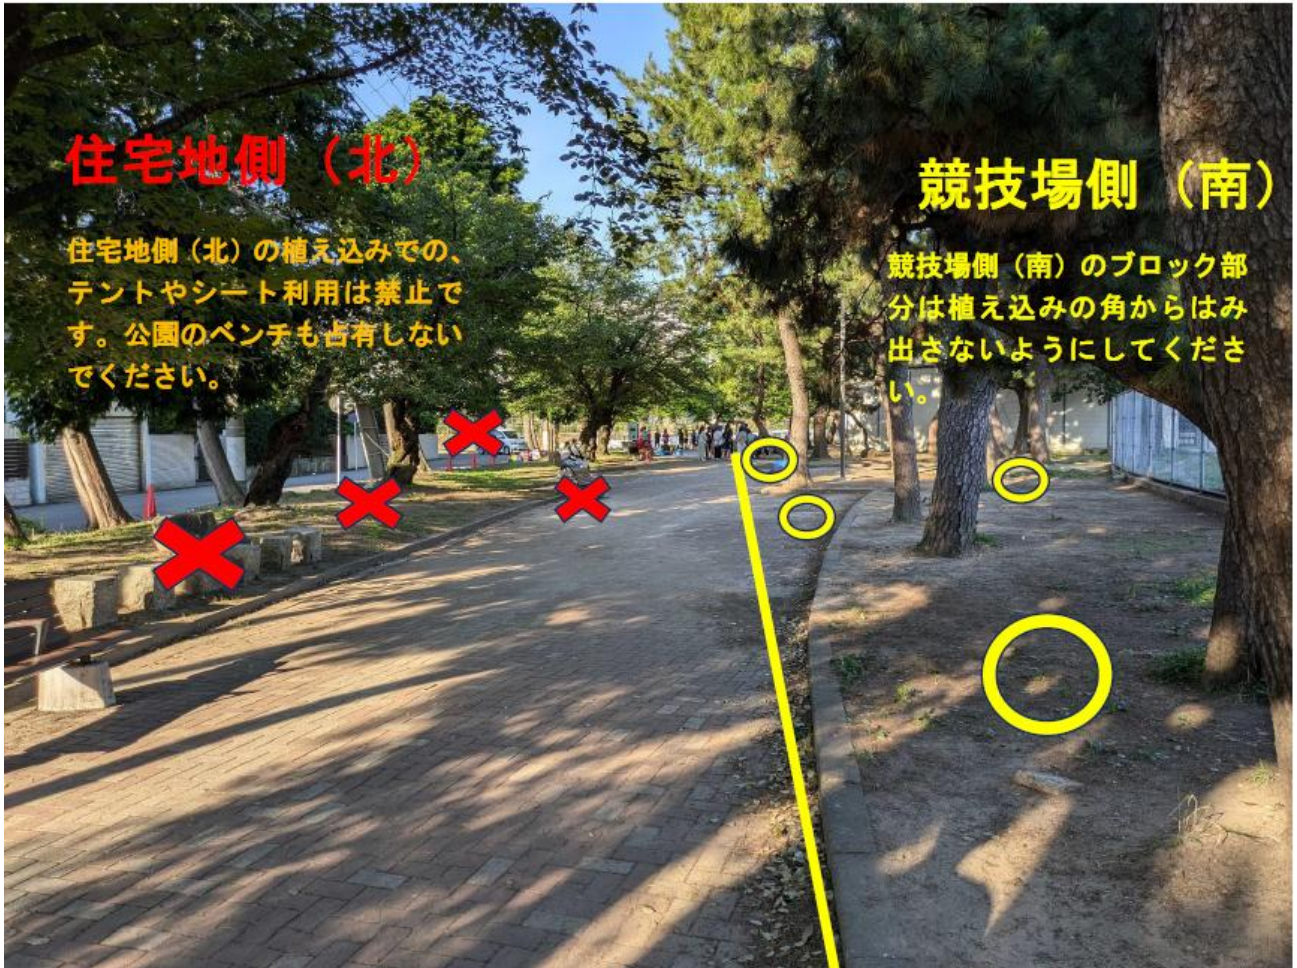 住宅地側（北）
住宅地側（北）の植え込みでの、
テントやシート利用は禁止で
す。公園のベンチも占有しない
でください。
競技場側（南）
競技場側（南）のブロック部
分は植え込みの角からはみ
出さないようにしてくださ
い。